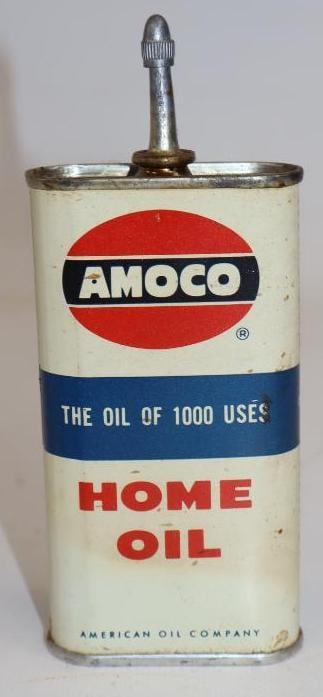 AMOCO
®
THE OIL OF 1000 USES
HOME
OIL
AMERICAN OIL COMPANY